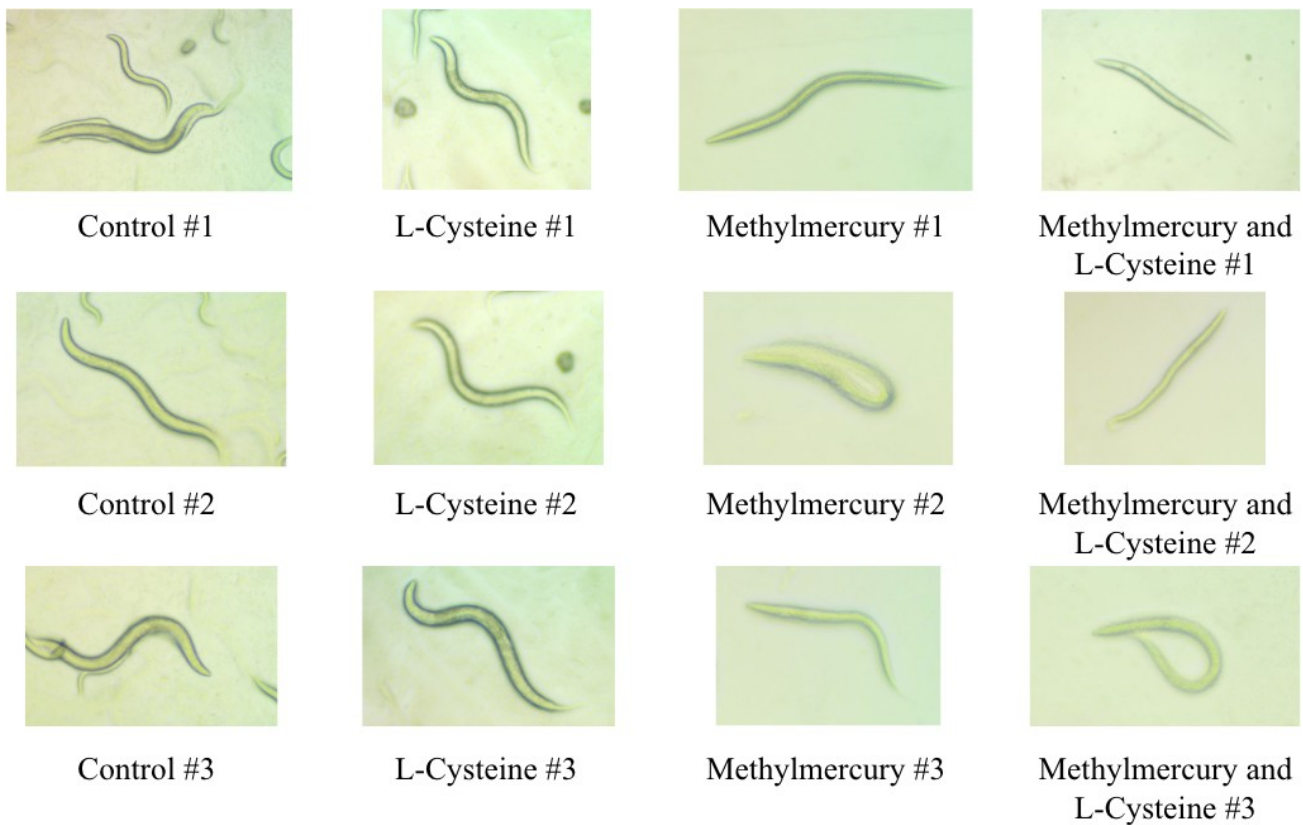 Control #1
L-Cysteine #1
Methylmercury #1
Methylmercury and
L-Cysteine #1
Control #2
L-Cysteine #2
Methylmercury #2
Methylmercury and
L-Cysteine #2
Control #3
L-Cysteine #3
Methylmercury #3
Methylmercury and
L-Cysteine #3